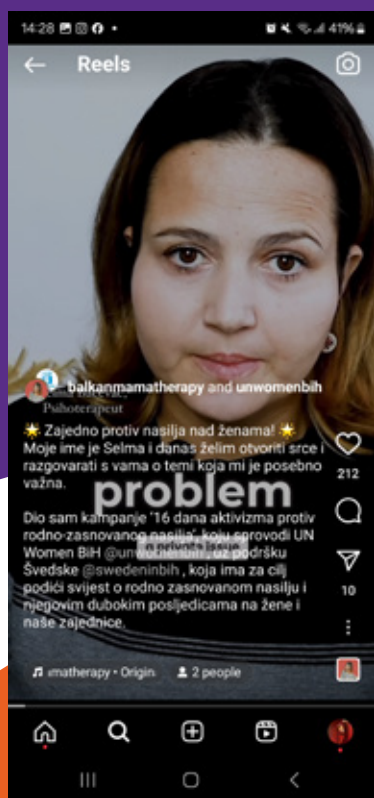 14:28
41%
Reels
balkanmamatherapy and unwomenbih
Psihoterapeut
Zajedno protiv nasilja nad ženama!
Moje ime je Selma i danas želim otvoriti srce i
razgovarati s vama o temi koja mi je posebno
važna.
problem
Dio sam kampanje '16 dana aktivizma protiv
rodno-zasnovanog nasilja', koju sprovodi UN
Women BiH uz podršku
Švedske @swedeninbih , koja ima za cilj
podići svijest o rodno zasnovanom nasilju i
njegovim dubokim posljedicama na žene i
naše zajednice.
212
10
matherapy • Origin
2 people